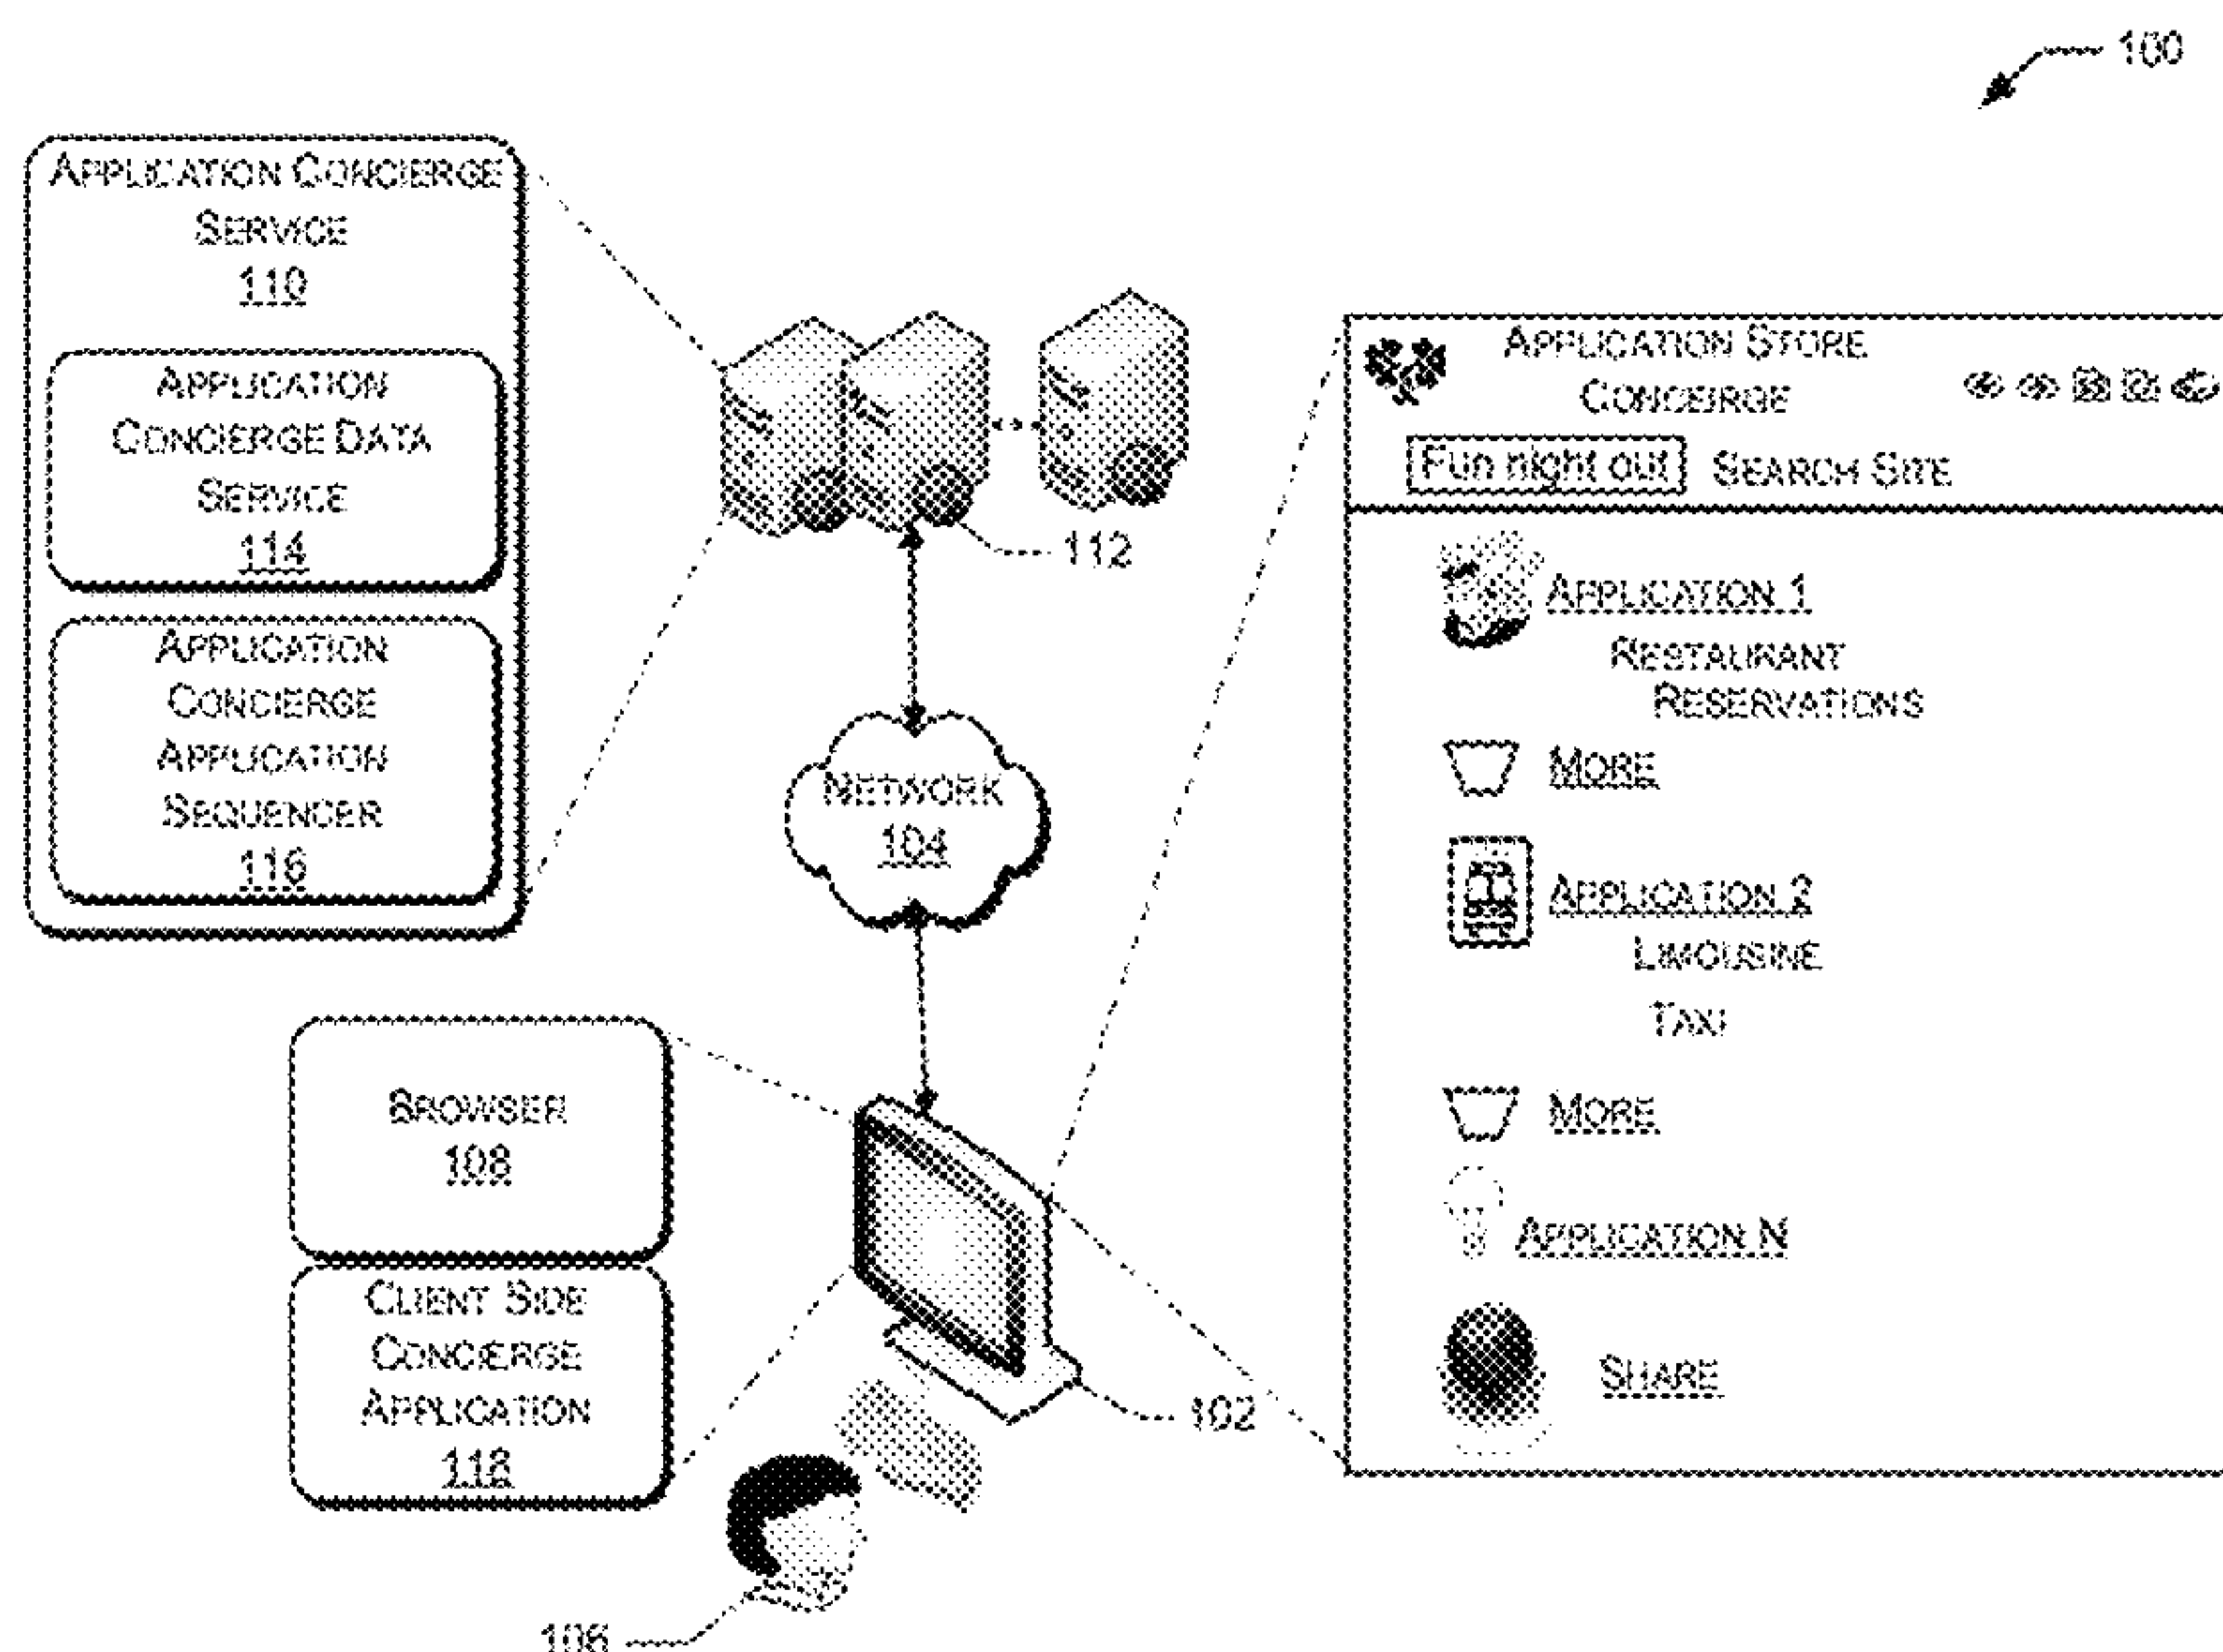 100
APPLICATION CONCIERGE
SERVICE
110
APPLICATION
CONCIERGE DATA
SERVICE
114
APPLICATION
CONCIERGE
APPLICATION
SEQUENCER
116
112
NETWORK
104
BROWSER
108
CLIENT SIDE
CONCIERGE
APPLICATION
118
102
106
APPLICATION STORE
CONCEIRGE
Fun night out SEARCH SITE
APPLICATION 1
RESTAURANT
RESERVATIONS
MORE
APPLICATION 2
LIMOUSINE
TAXI
MORE
APPLICATION N
SHARE